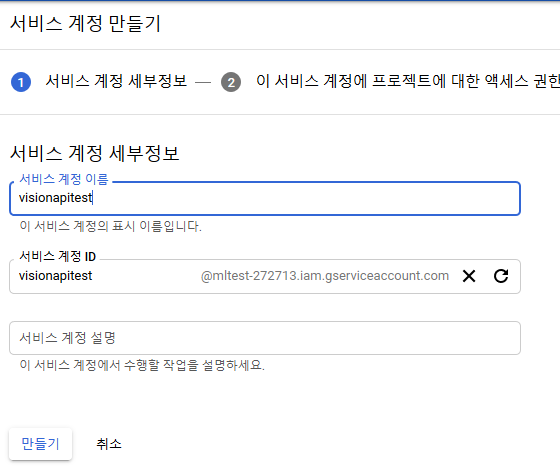 서비스 계정 만들기
1 서비스 계정 세부정보 — 2 이 서비스 계정에 프로젝트에 대한 액세스 권한
서비스 계정 세부정보
서비스 계정 이름
visionapitest
이 서비스 계정의 표시 이름입니다.
서비스 계정 ID
visionapitest @mltest-272713.iam.gserviceaccount.com
서비스 계정 설명
이 서비스 계정에서 수행할 작업을 설명하세요.
만들기 취소